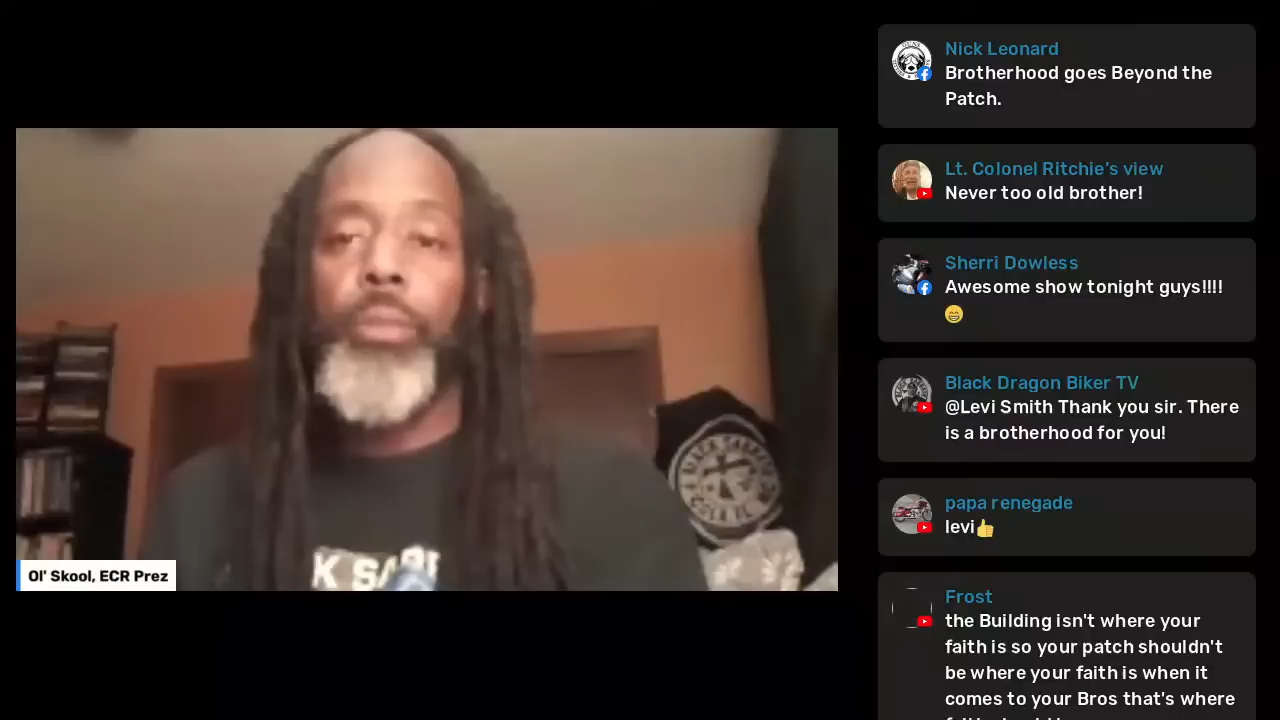 Nick Leonard
Brotherhood goes Beyond the
Patch.
Lt. Colonel Ritchie's view
Never too old brother!
Sherri Dowless
Awesome show tonight guys!!!!
😁
Black Dragon Biker TV
@Levi Smith Thank you sir. There
is a brotherhood for you!
papa renegade
levi👍
Frost
the Building isn't where your
faith is so your patch shouldn't
be where your faith is when it
comes to your Bros that's where
Ol' Skool, ECR Prez